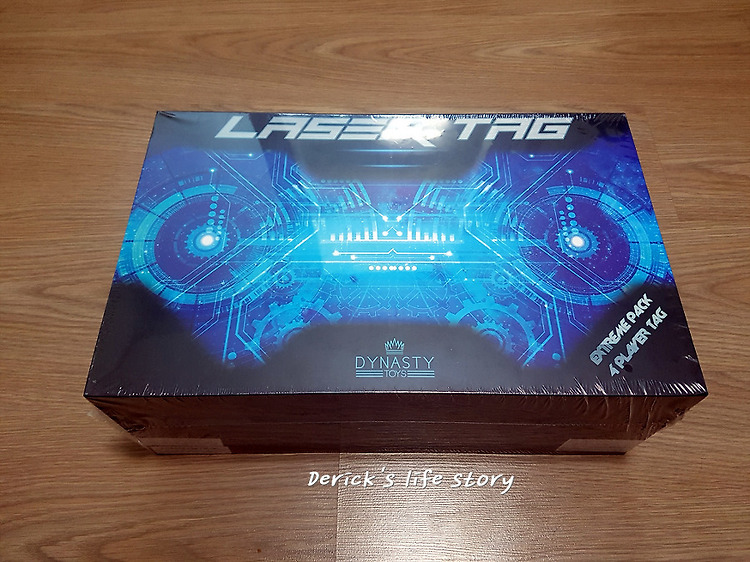 LASER TAG
EXTREME PACK
4 PLAYER TAG
DYNASTY
TOYS
Derick's life story